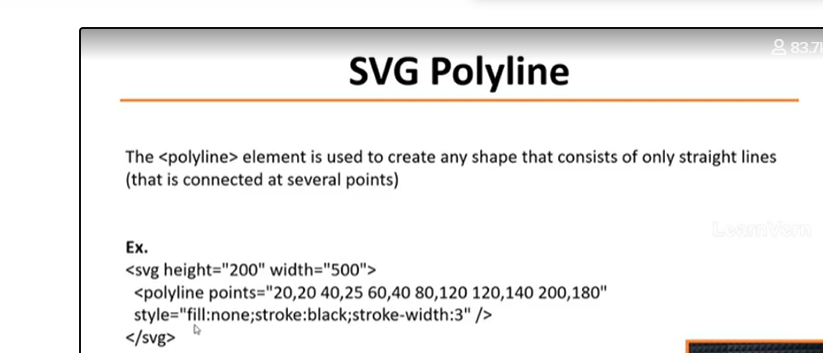 83.7
SVG Polyline
The <polyline> element is used to create any shape that consists of only straight lines
(that is connected at several points)
LearnVern
Ex.
<svg height="200" width="500">
<polyline points="20,20 40,25 60,40 80,120 120,140 200,180"
style="fill:none;stroke:black;stroke-width:3" />
</svg>